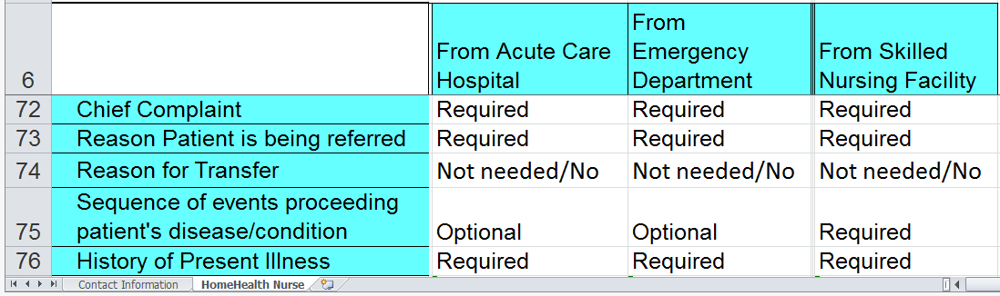 6
From Acute Care
Hospital
From
Emergency
Department
From Skilled
Nursing Facility
72 Chief Complaint Required Required Required
73 Reason Patient is being referred Required Required Required
74 Reason for Transfer Not needed/No Not needed/No Not needed/No
Sequence of events proceeding
75 patient's disease/condition Optional Optional Required
76 History of Present Illness Required Required Required
Contact Information HomeHealth Nurse